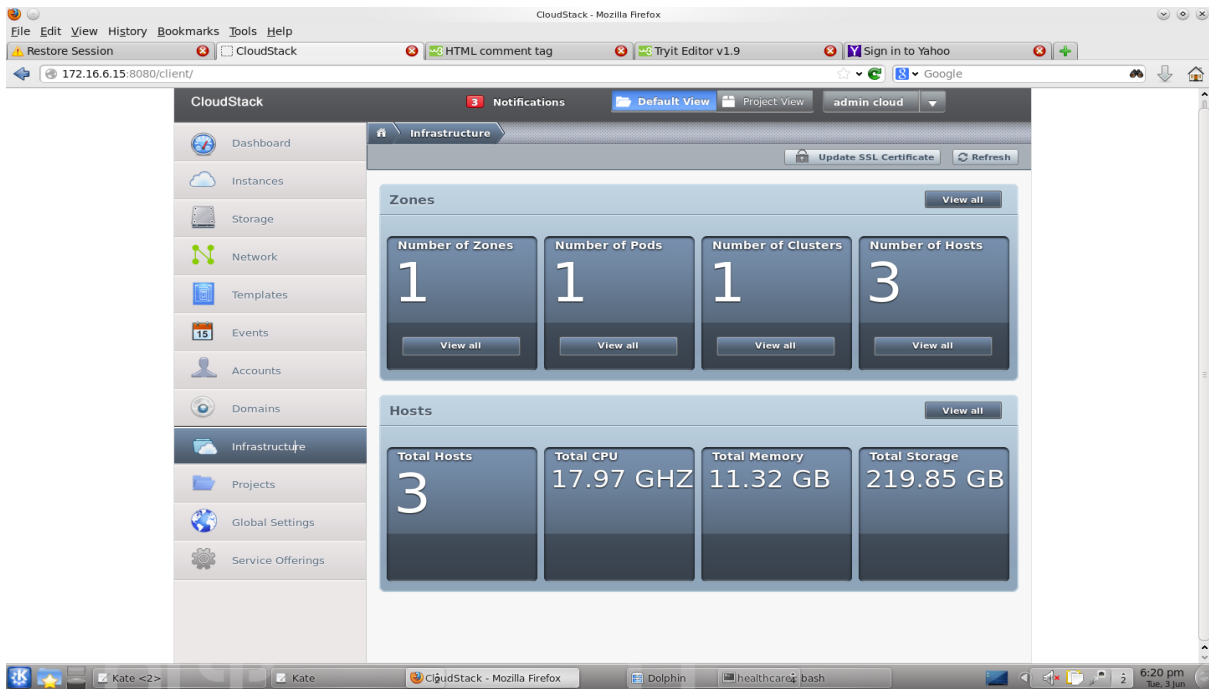 CloudStack - Mozilla Firefox
File Edit View History Bookmarks Tools Help
Restore Session CloudStack HTML comment tag Tryit Editor v1.9 Sign in to Yahoo
172.16.6.15:8080/client/ Google
CloudStack 3 Notifications Default View Project View admin cloud
Infrastructure
Update SSL Certificate Refresh
Dashboard
Instances
Storage
Network
Templates
15 Events
Accounts
Domains
Infrastructure
Projects
Global Settings
Service Offerings
Zones View all
Number of Zones Number of Pods Number of Clusters Number of Hosts
1 1 1 3
View all View all View all View all
Hosts View all
Total Hosts Total CPU Total Memory Total Storage
3 17.97 GHZ 11.32 GB 219.85 GB
Kate <2> Kate CloudStack - Mozilla Firefox Dolphin healthcare: bash 2 6:20 pm
Tue, 3 Jun